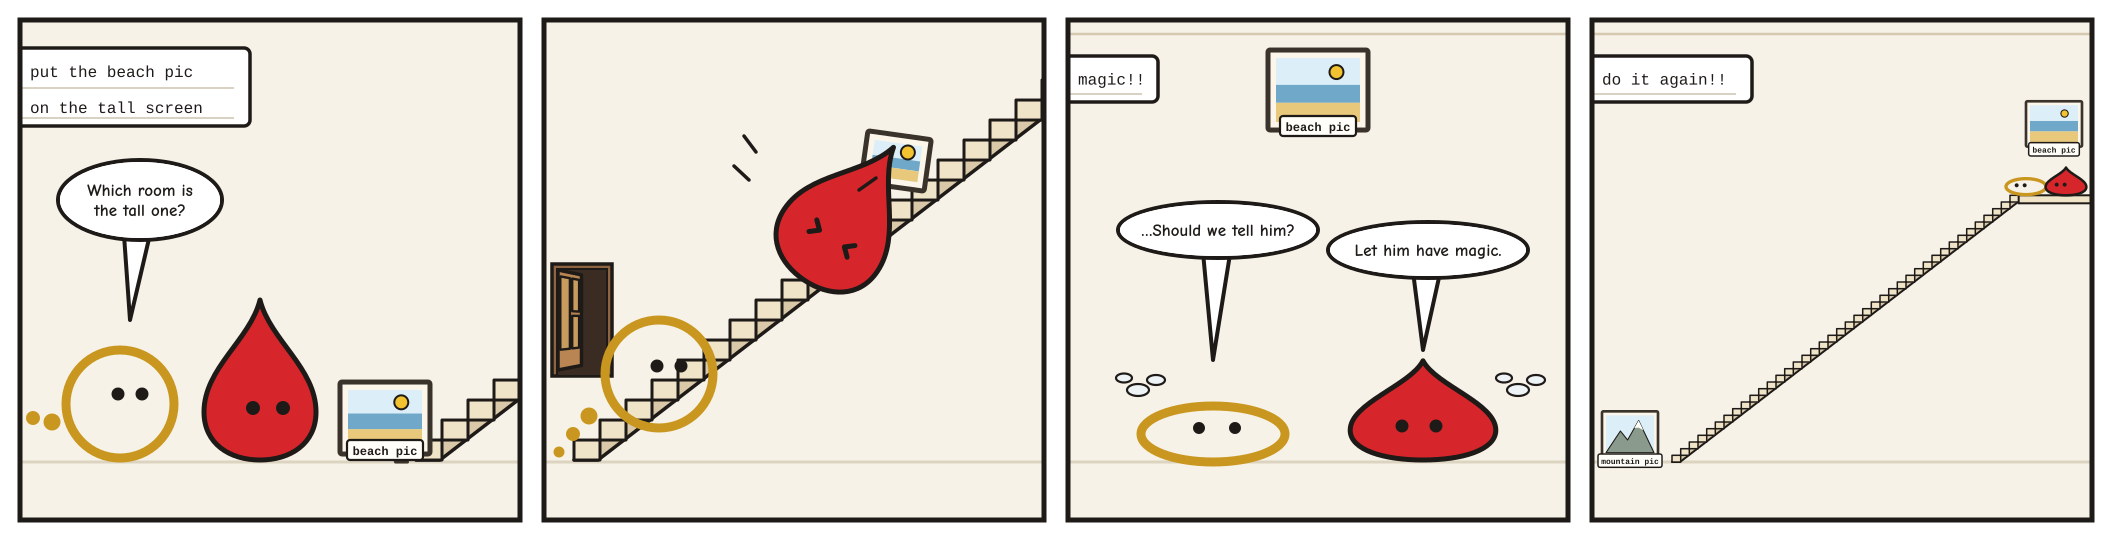 put the beach pic
on the tall screen
Which room is
the tall one?
beach pic
magic!!
beach pic
...Should we tell him?
Let him have magic.
do it again!!
beach pic
mountain pic